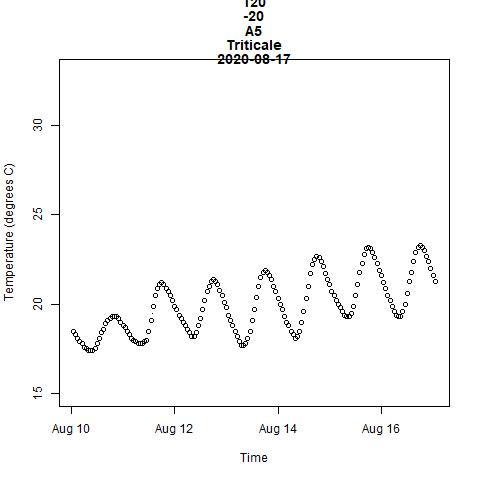 120
-20
A5
Triticale
2020-08-17
Temperature (degrees C)
30
25
20
15
Aug 10
Aug 12
Aug 14
Aug 16
Time